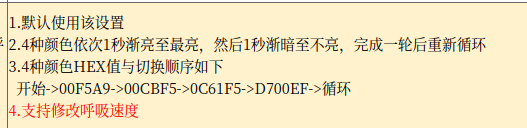 1.默认使用该设置
2.4种颜色依次1秒渐亮至最亮，然后1秒渐暗至不亮，完成一轮后重新循环
3.4种颜色HEX值与切换顺序如下
开始->00F5A9->00CBF5->0C61F5->D700EF->循环
4.支持修改呼吸速度